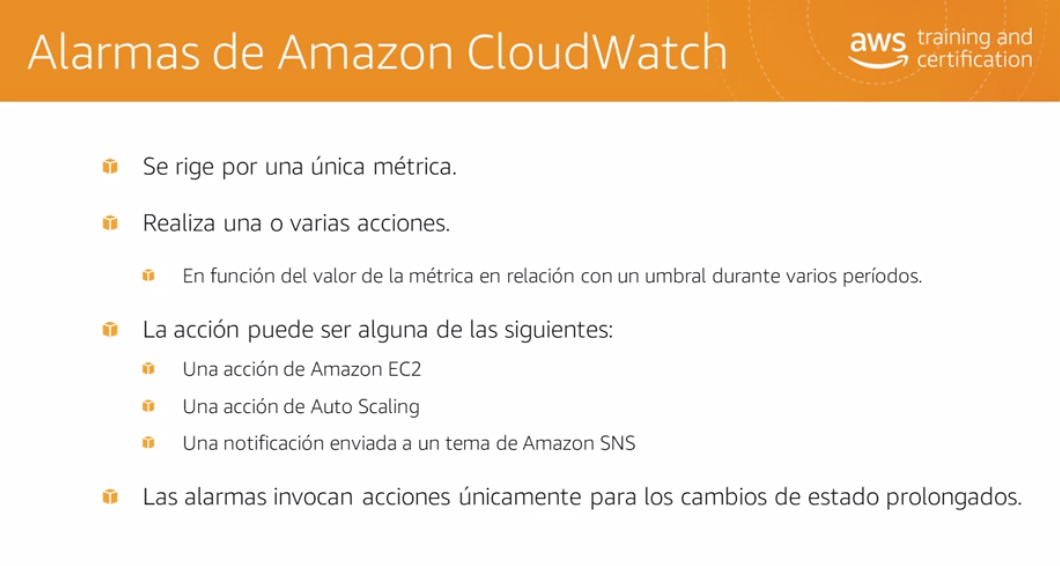 Alarmas de Amazon CloudWatch
aws training and
certification
Se rige por una única métrica.
Realiza una o varias acciones.
En función del valor de la métrica en relación con un umbral durante varios períodos.
La acción puede ser alguna de las siguientes:
Una acción de Amazon EC2
Una acción de Auto Scaling
Una notificación enviada a un tema de Amazon SNS
Las alarmas invocan acciones únicamente para los cambios de estado prolongados.